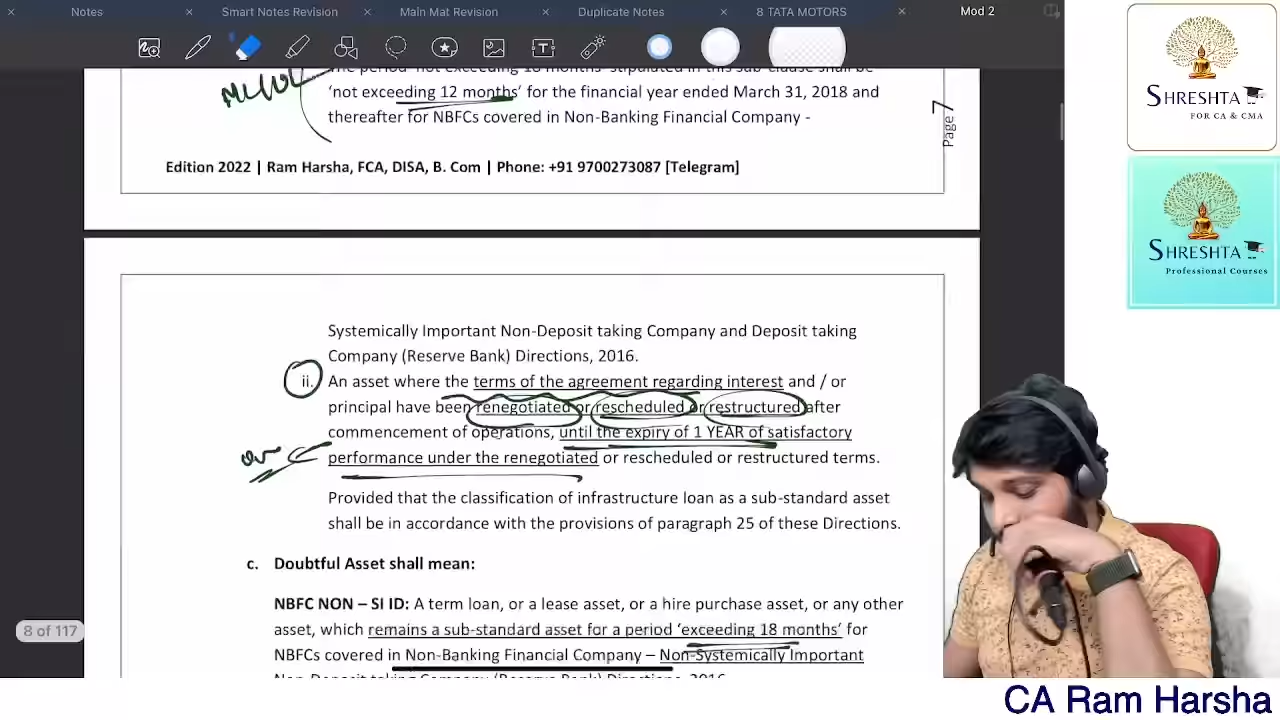 Notes
Smart Notes Revision
Main Mat Revision
Duplicate Notes
8 TATA MOTORS
Mod 2
'not exceeding 12 months' for the financial year ended March 31, 2018 and
thereafter for NBFCs covered in Non-Banking Financial Company -
Page 7
Edition 2022 | Ram Harsha, FCA, DISA, B. Com | Phone: +91 9700273087 [Telegram]
Systemically Important Non-Deposit taking Company and Deposit taking
Company (Reserve Bank) Directions, 2016.
ii. An asset where the terms of the agreement regarding interest and / or
principal have been renegotiated or rescheduled or restructured after
commencement of operations, until the expiry of 1 YEAR of satisfactory
performance under the renegotiated or rescheduled or restructured terms.
Provided that the classification of infrastructure loan as a sub-standard asset
shall be in accordance with the provisions of paragraph 25 of these Directions.
c. Doubtful Asset shall mean:
NBFC NON – SI ID: A term loan, or a lease asset, or a hire purchase asset, or any other
asset, which remains a sub-standard asset for a period 'exceeding 18 months' for
NBFCs covered in Non-Banking Financial Company – Non-Systemically Important
8 of 117
SHRESHTA
FOR CA & CMA
SHRESHTA
Professional Courses
CA Ram Harsha